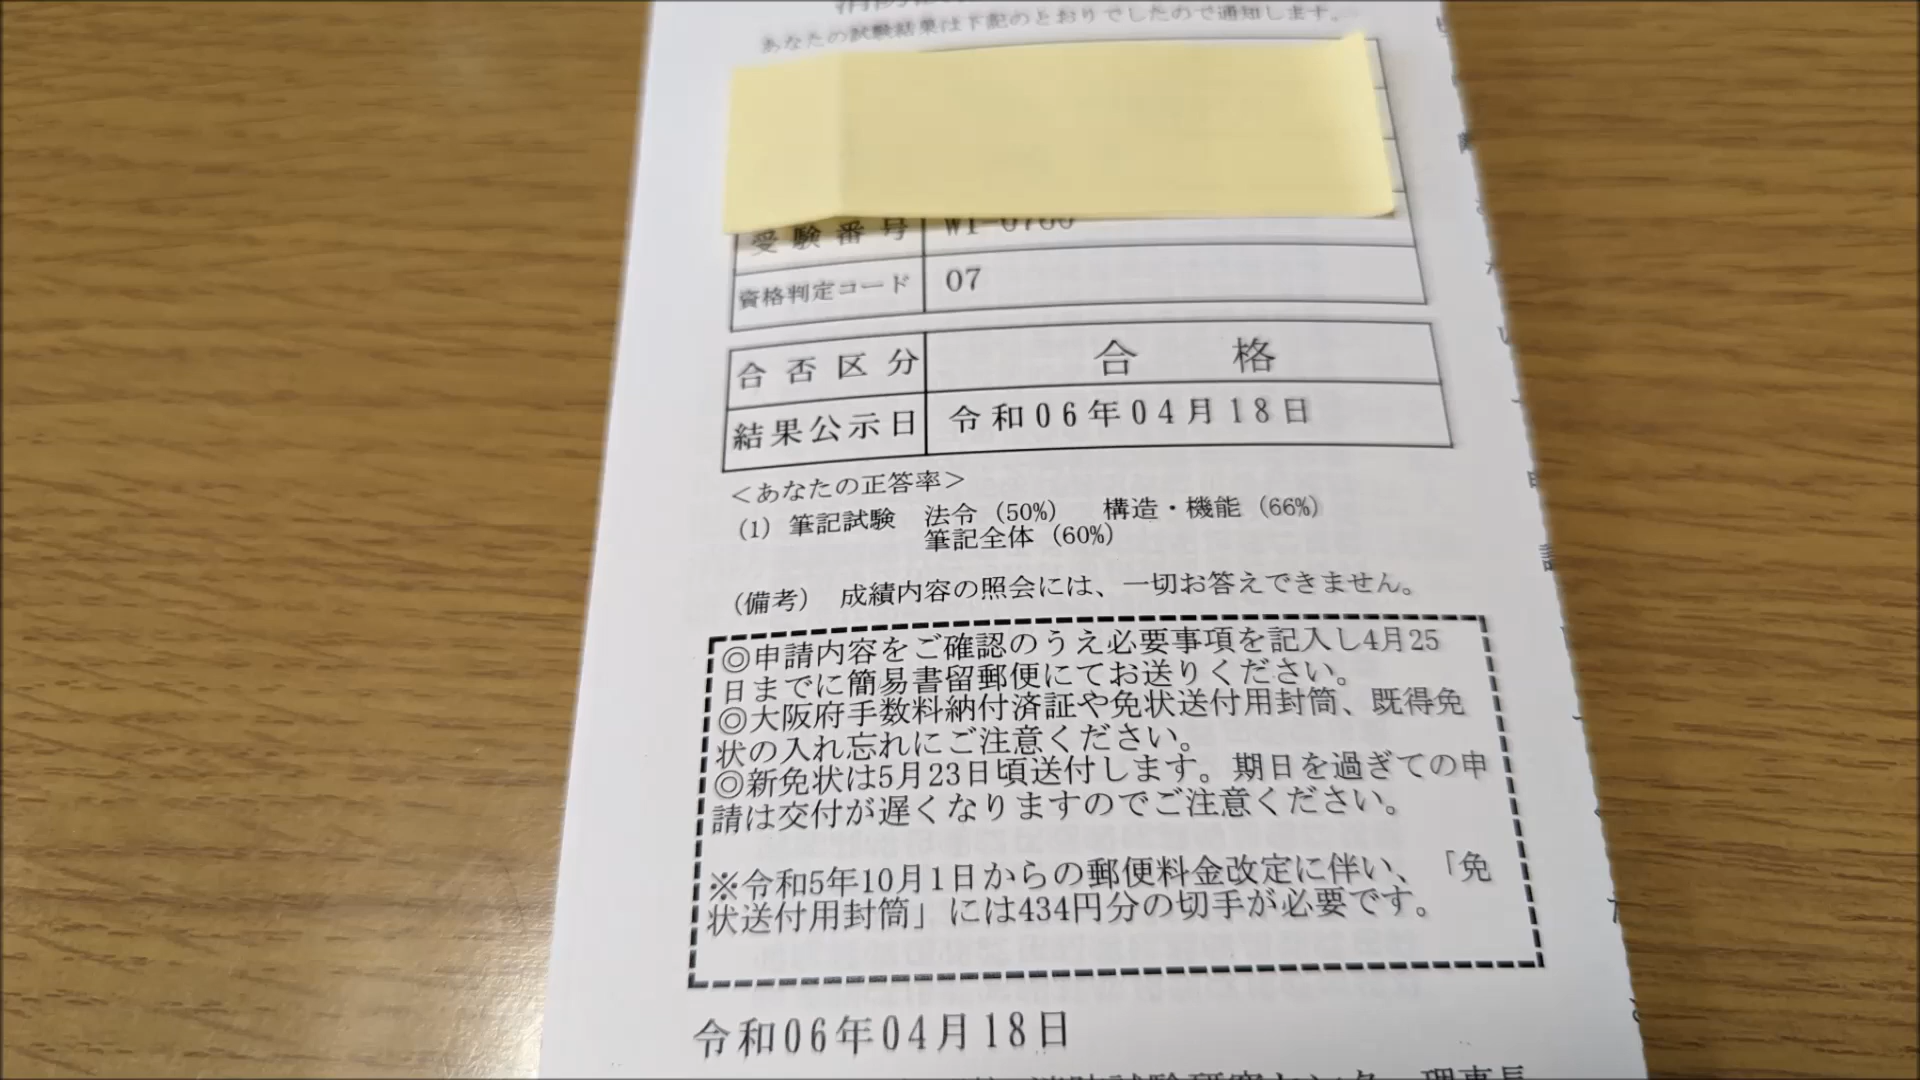 あなたの試験結果は下記のとおりでしたので通知します。
受験番号
資格判定コード 07
合否区分 合格
結果公示日 令和06年04月18日
＜あなたの正答率＞
(1) 筆記試験 法令 (50%) 構造・機能 (66%)
筆記全体 (60%)
(備考) 成績内容の照会には、一切お答えできません。
◎申請内容をご確認のうえ必要事項を記入し4月25
日までに簡易書留郵便にてお送りください。
◎大阪府手数料納付済証や免状送付用封筒、既得免
状の入れ忘れにご注意ください。
◎新免状は5月23日頃送付します。期日を過ぎての申
請は交付が遅くなりますのでご注意ください。
※令和5年10月1日からの郵便料金改定に伴い、「免
状送付用封筒」には434円分の切手が必要です。
令和06年04月18日
消防試験研究センター 理事長